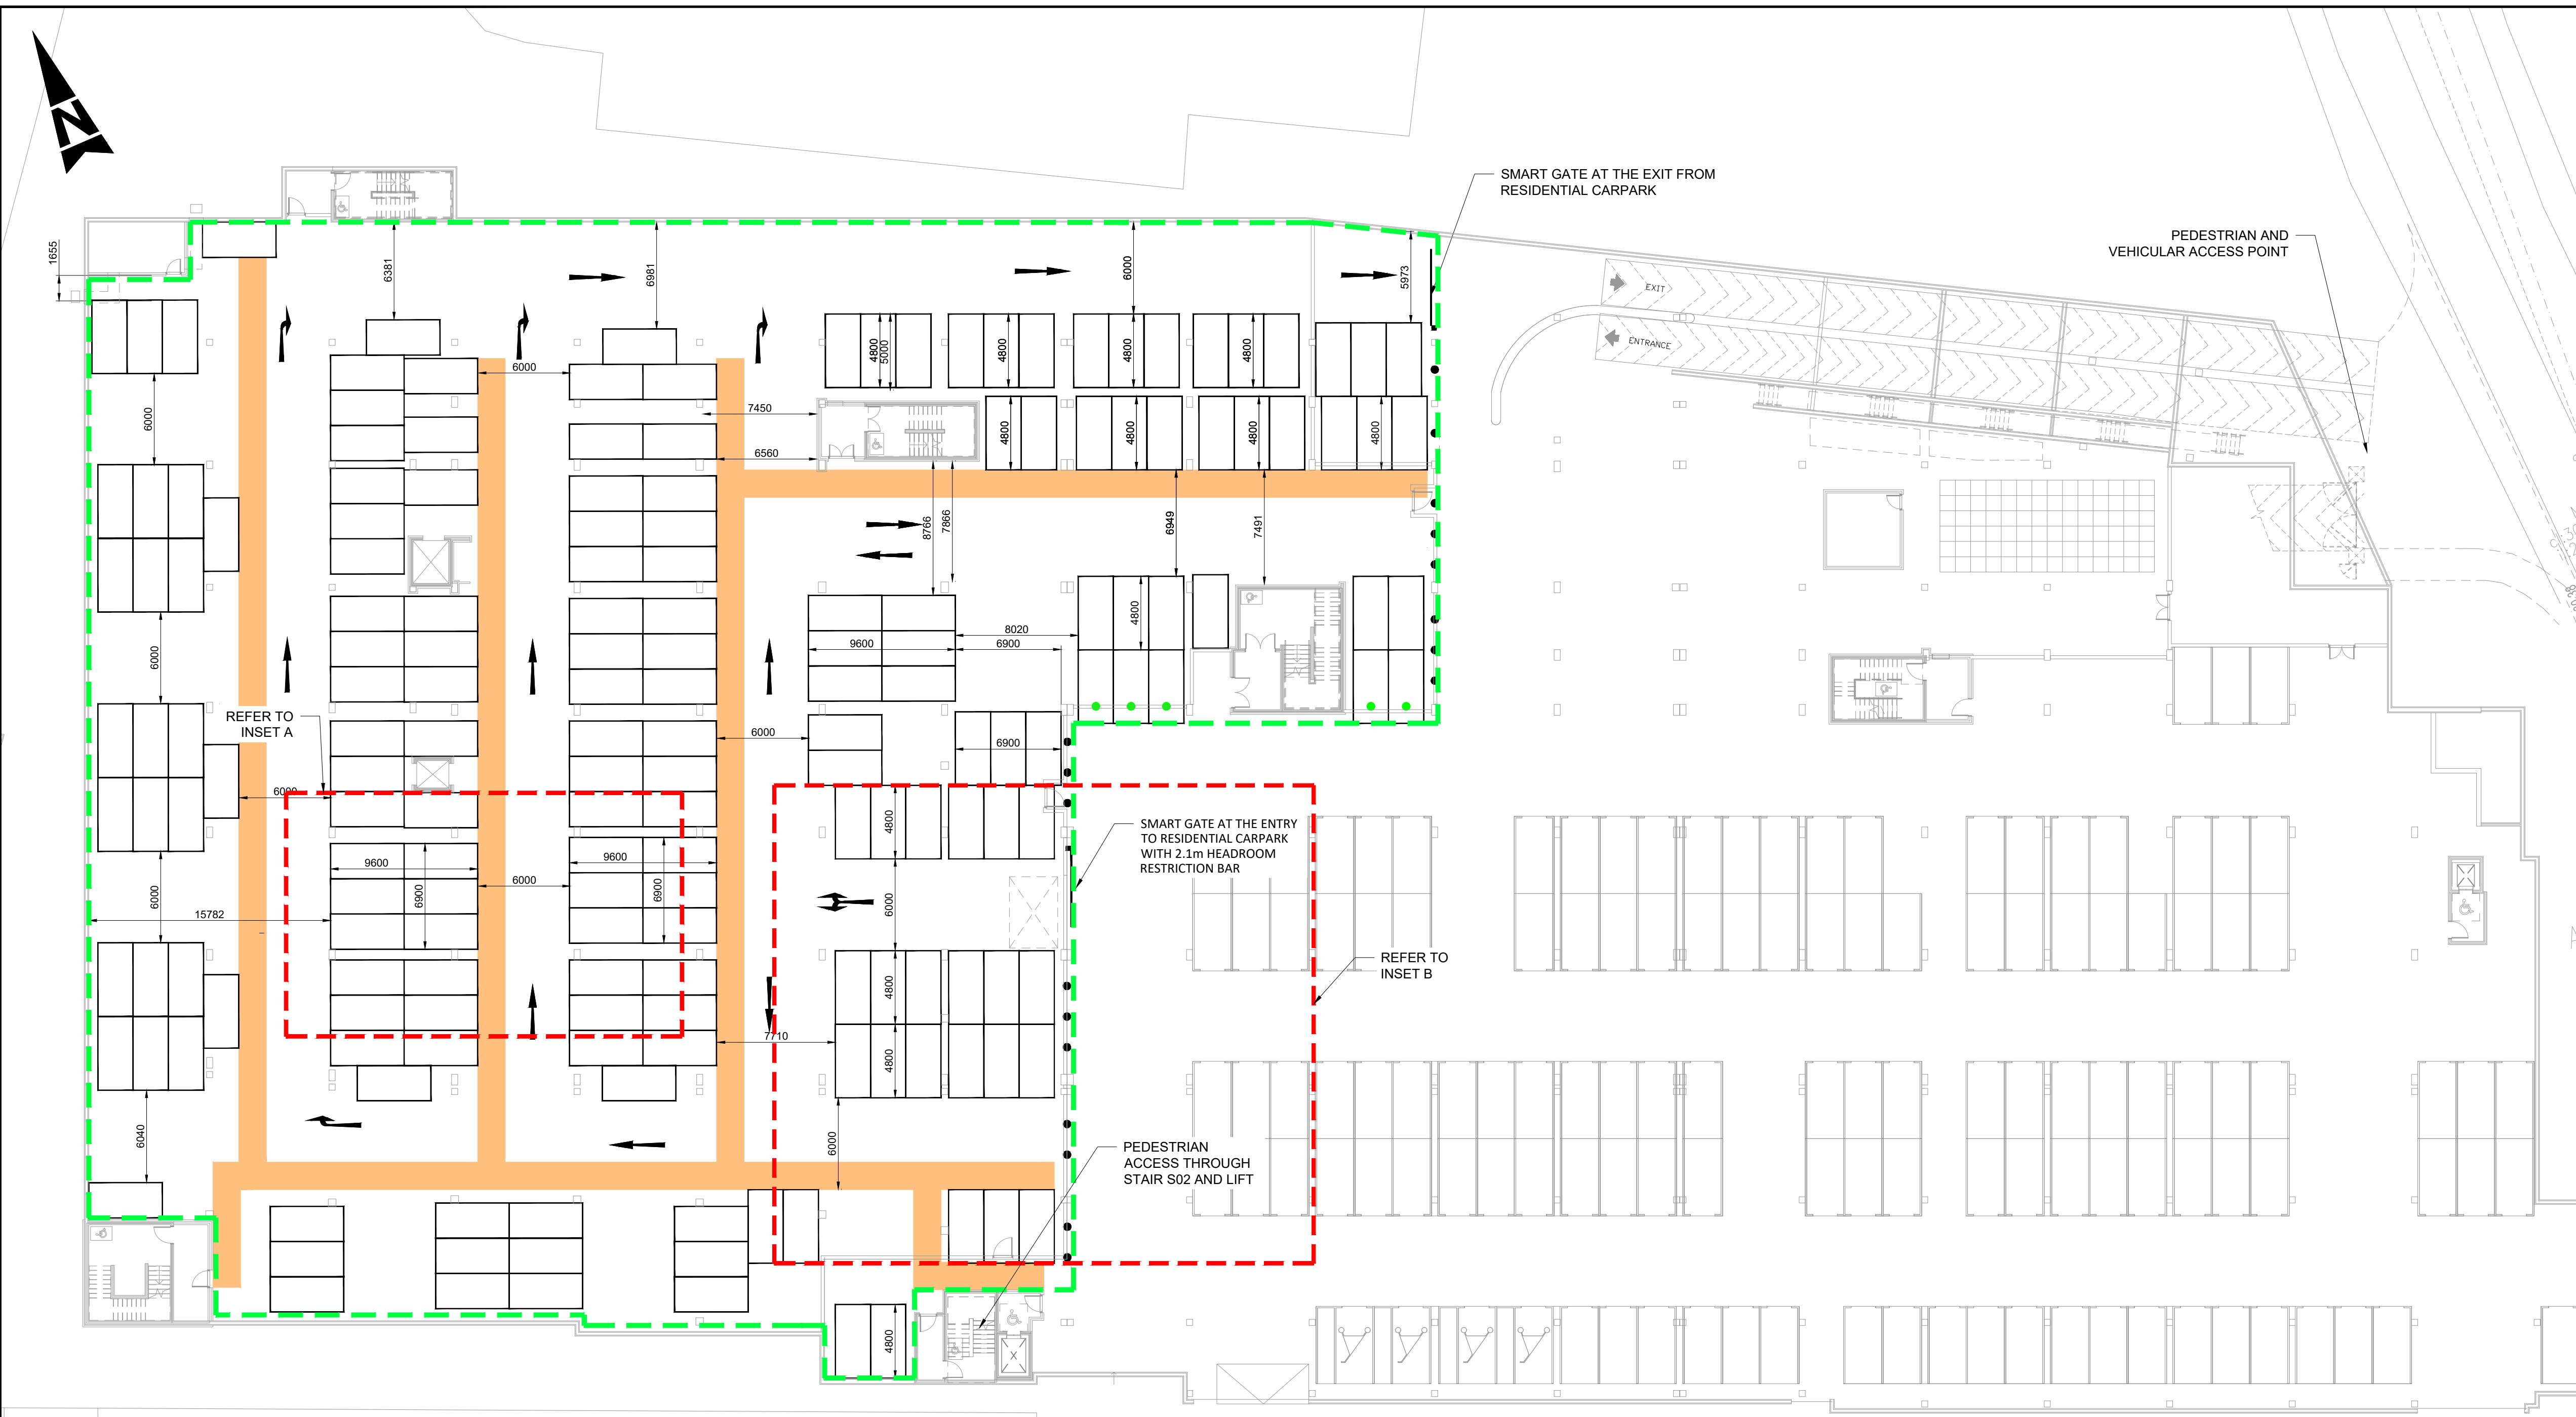 N
SMART GATE AT THE EXIT FROM
RESIDENTIAL CARPARK
PEDESTRIAN AND
VEHICULAR ACCESS POINT
1655
6381
6981
6000
5973
EXIT
ENTRANCE
4800
5000
4800
4800
4800
6000
6000
7450
4800
4800
4800
4800
6560
8766
7866
6949
7491
6000
8020
9600
6900
4800
REFER TO
INSET A
6000
6900
6000
SMART GATE AT THE ENTRY
TO RESIDENTIAL CARPARK
WITH 2.1m HEADROOM
RESTRICTION BAR
4800
9600
6900
6000
9600
6900
6000
6000
15782
REFER TO
INSET B
4800
7710
4800
6040
6000
PEDESTRIAN
ACCESS THROUGH
STAIR S02 AND LIFT
4800